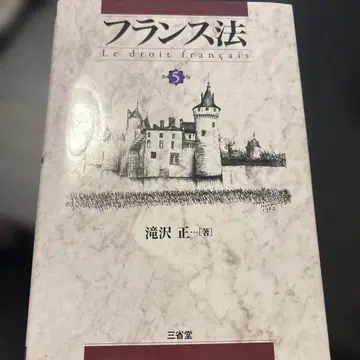 フランス法
Le droit français
第5版
滝沢 正…[著]
三省堂